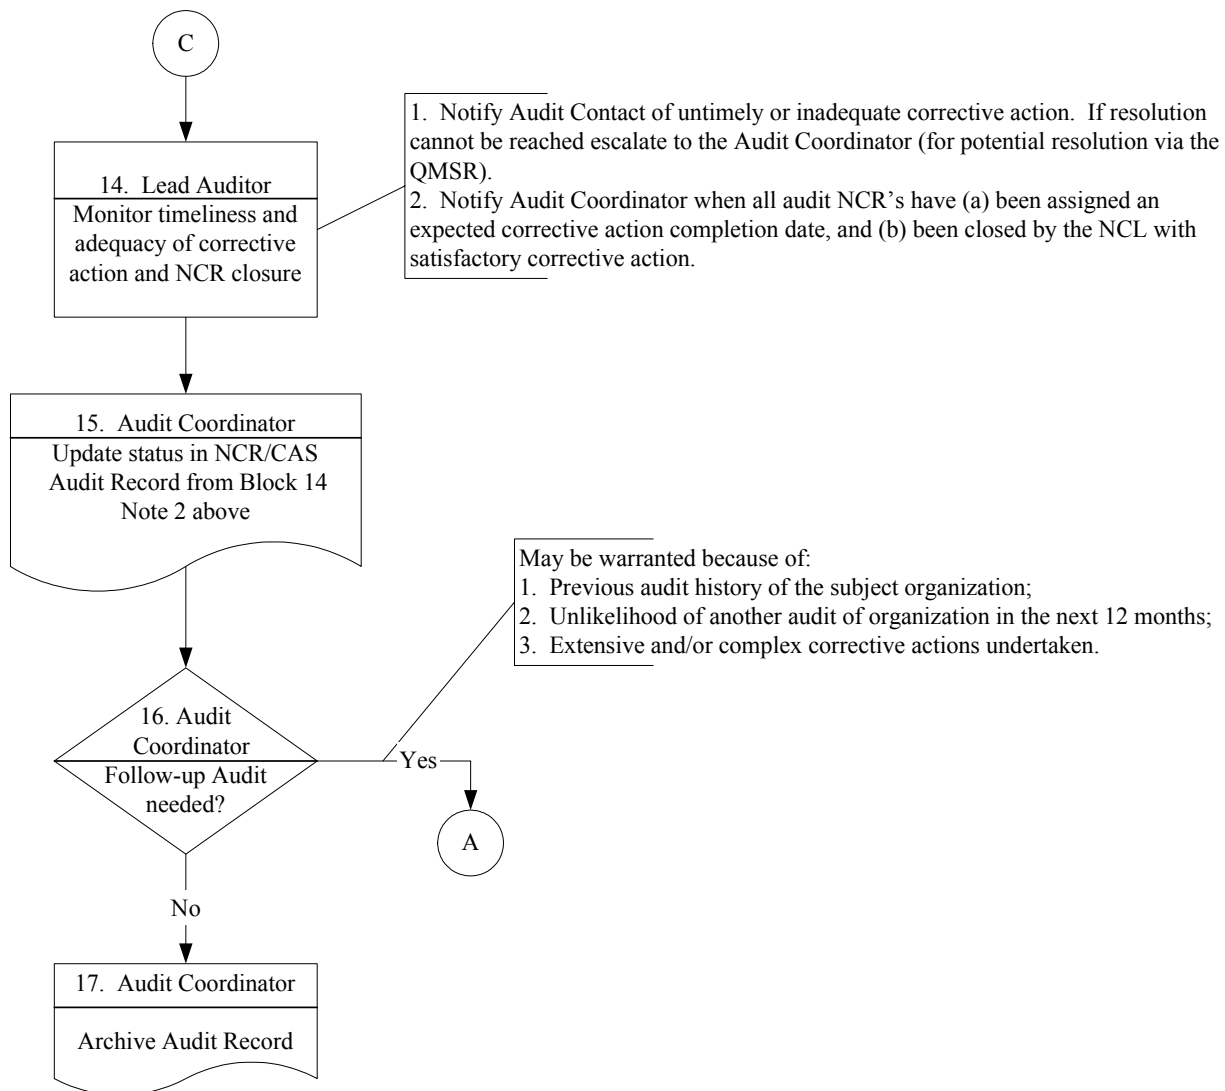 C
1. Notify Audit Contact of untimely or inadequate corrective action. If resolution
cannot be reached escalate to the Audit Coordinator (for potential resolution via the
QMSR).
2. Notify Audit Coordinator when all audit NCR’s have (a) been assigned an
expected corrective action completion date, and (b) been closed by the NCL with
satisfactory corrective action.
14. Lead Auditor
Monitor timeliness and
adequacy of corrective
action and NCR closure
15. Audit Coordinator
Update status in NCR/CAS
Audit Record from Block 14
Note 2 above
May be warranted because of:
1. Previous audit history of the subject organization;
2. Unlikelihood of another audit of organization in the next 12 months;
3. Extensive and/or complex corrective actions undertaken.
16. Audit
Coordinator
Follow-up Audit
needed?
Yes
A
No
17. Audit Coordinator
Archive Audit Record